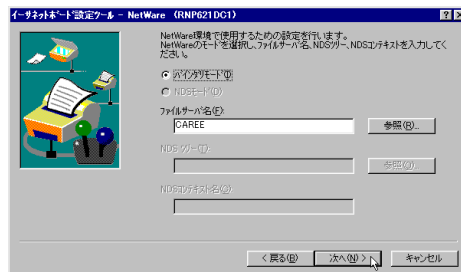 イーサネットボード設定ツール - NetWare (RNP621DC1)
NetWare環境で使用するための設定を行います。
NetWareのモードを選択し、ファイルサーバ名、NDSツリー、NDSコンテキストを入力してく
ださい。
バインダリモード(I)
NDSモード(D)
ファイルサーバ名(F):
CAREE
参照(R)...
NDS ツリー(T):
参照(O)...
NDSコンテキスト名(C):
< 戻る(B)
次へ(N) >
キャンセル